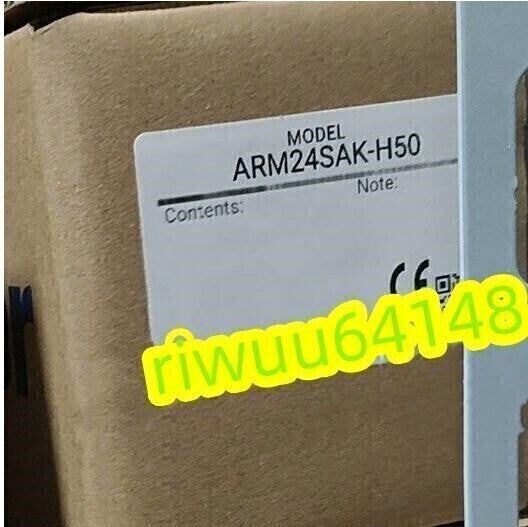 MODEL
ARM24SAK-H50
Contents:
Note:
CE
riwuu64148